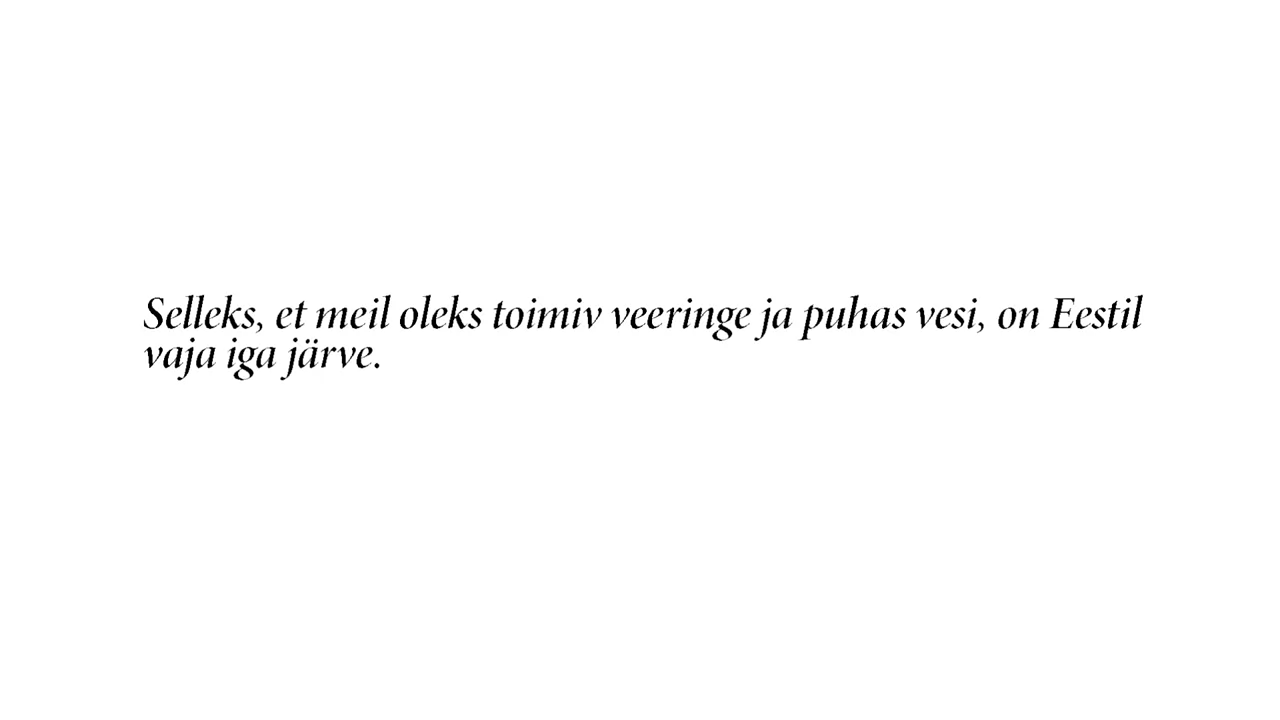 Selleks, et meil oleks toimiv veeringe ja puhas vesi, on Eestil
vaja iga järve.